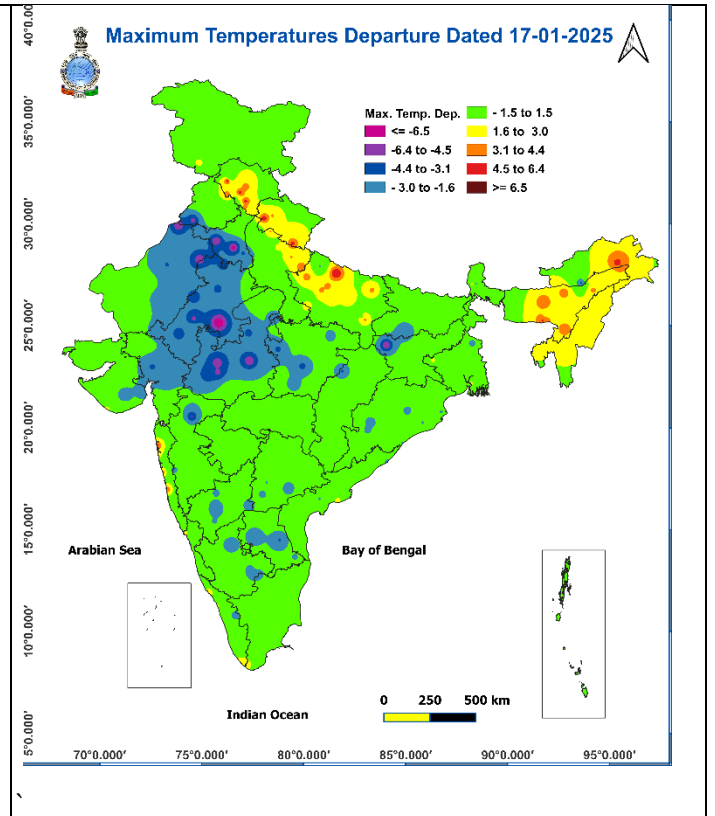 Maximum Temperatures Departure Dated 17-01-2025
Max. Temp. Dep.
<= -6.5
-6.4 to -4.5
-4.4 to -3.1
- 3.0 to -1.6
- 1.5 to 1.5
1.6 to 3.0
3.1 to 4.4
4.5 to 6.4
>= 6.5
40°0.000'
35°0.000'
30°0.000'
25°0.000'
20°0.000'
15°0.000'
10°0.000'
5°0.000'
Arabian Sea
Bay of Bengal
Indian Ocean
0 250 500 km
70°0.000' 75°0.000' 80°0.000' 85°0.000' 90°0.000' 95°0.000'
`